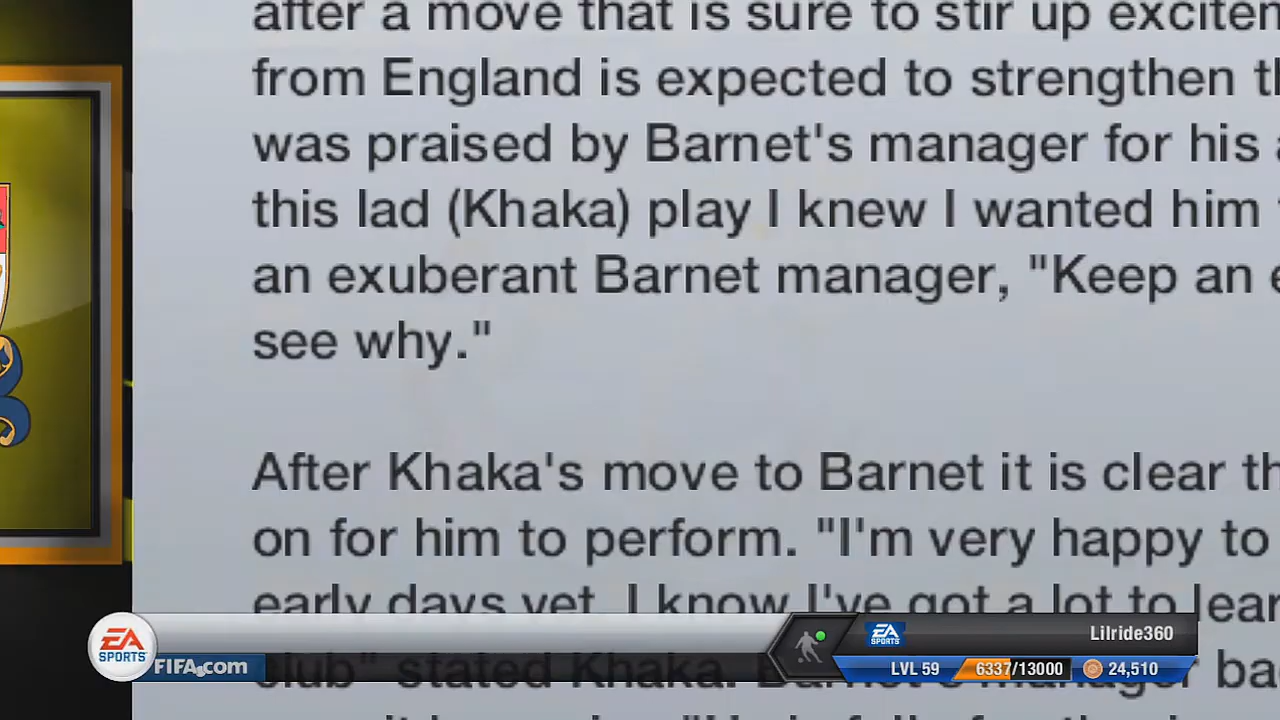 after a move that is sure to stir up excitem
from England is expected to strengthen th
was praised by Barnet's manager for his a
this lad (Khaka) play I knew I wanted him
an exuberant Barnet manager, "Keep an e
see why."
After Khaka's move to Barnet it is clear th
on for him to perform. "I'm very happy to
early days yet. I know I've got a lot to lear
club" stated Khaka. Barnet's manager ba
EA
SPORTS
FIFA.com
EA
SPORTS
Lilride360
LVL 59
6337/13000
24,510